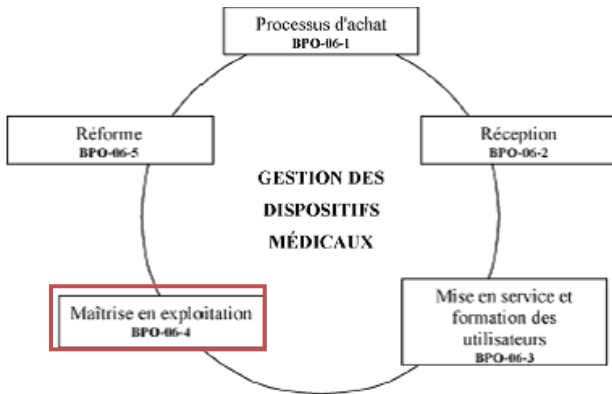 Processus d'achat
BPO-06-1
Réforme
BPO-06-5
Réception
BPO-06-2
GESTION DES
DISPOSITIFS
MÉDICAUX
Maîtrise en exploitation
BPO-06-4
Mise en service et
formation des
utilisateurs
BPO-06-3